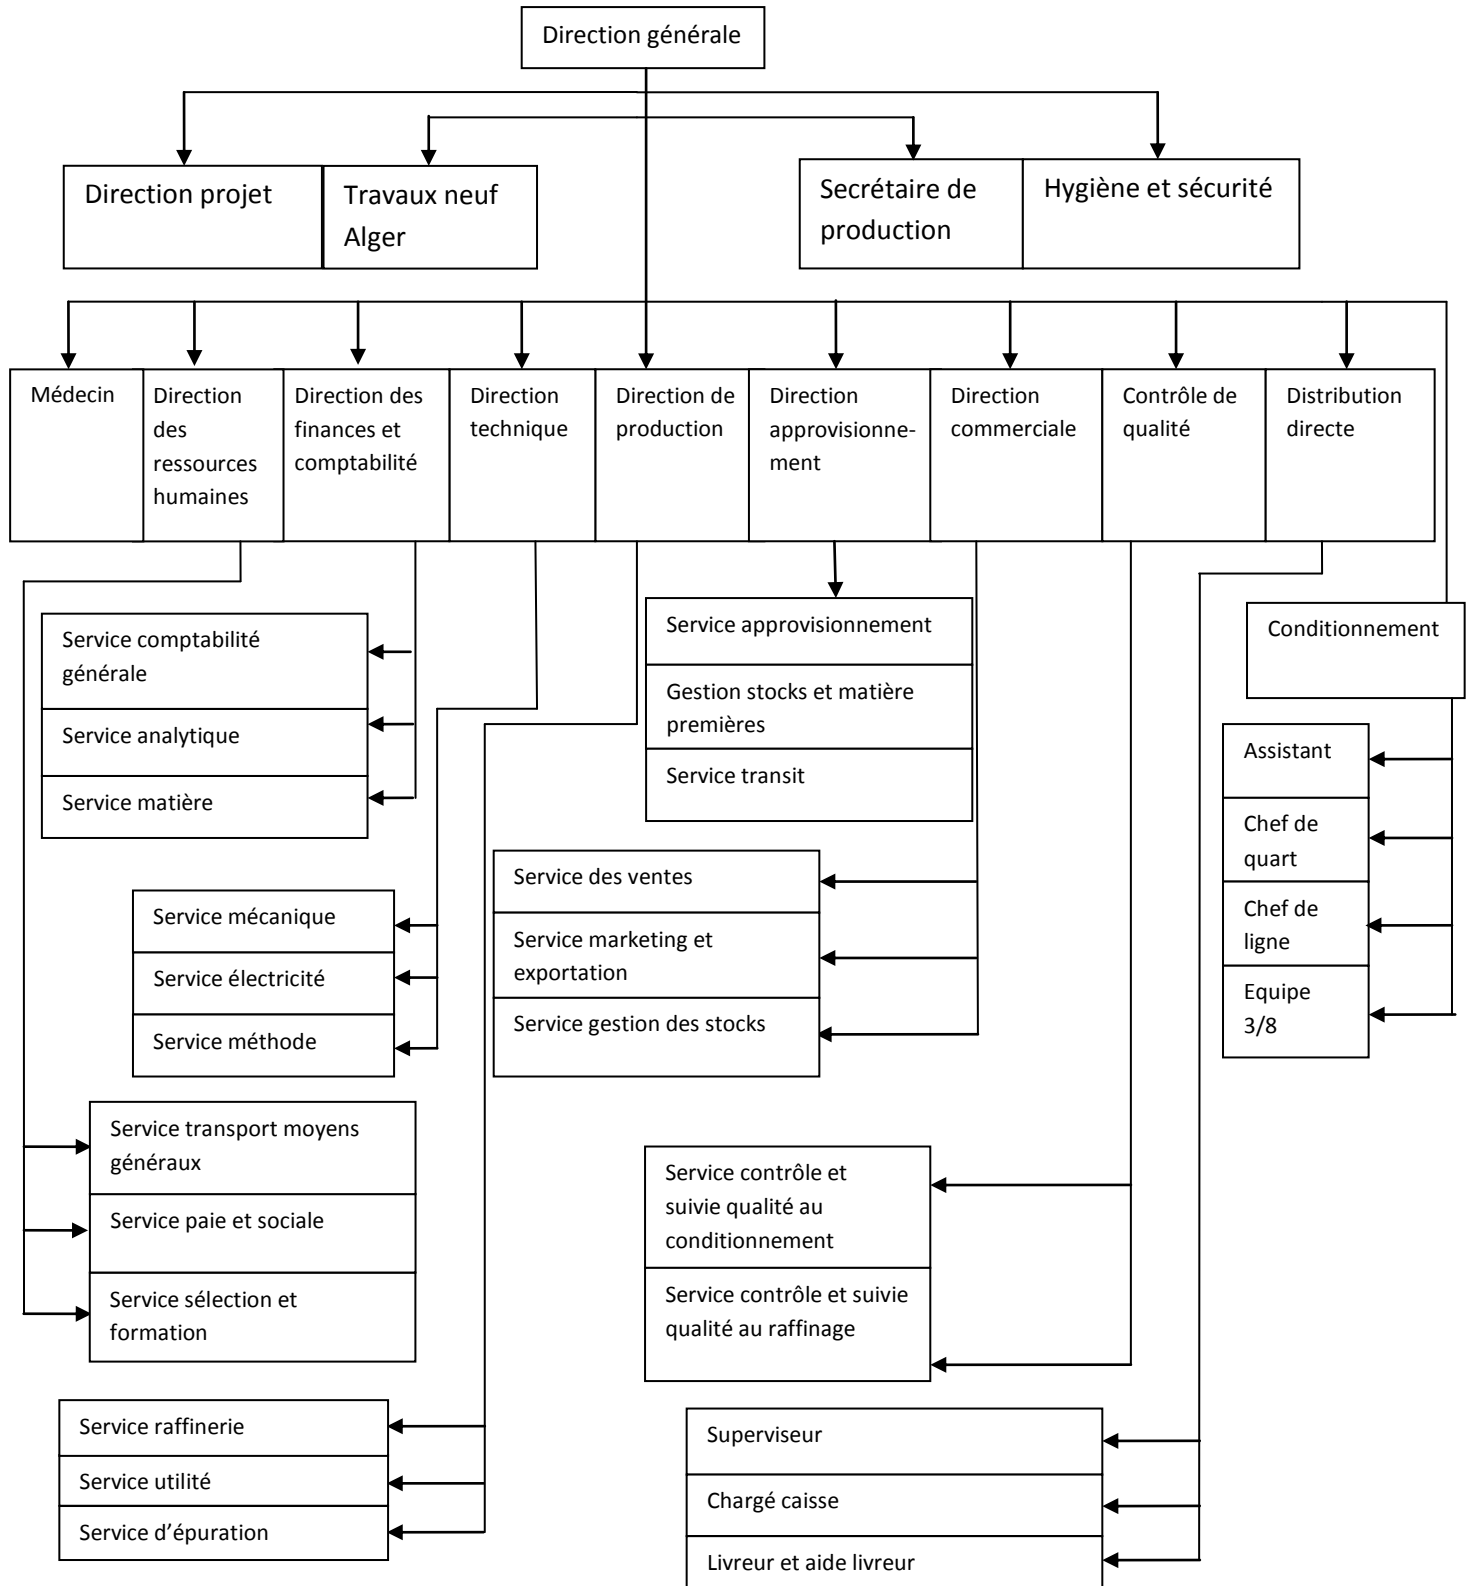 Direction générale
Direction projet
Travaux neuf
Alger
Secrétaire de
production
Hygiène et sécurité
Médecin
Direction
des
ressources
humaines
Direction des
finances et
comptabilité
Direction
technique
Direction de
production
Direction
approvisionne-
ment
Direction
commerciale
Contrôle de
qualité
Distribution
directe
Service comptabilité
générale
Service analytique
Service matière
Service approvisionnement
Gestion stocks et matière
premières
Service transit
Conditionnement
Assistant
Chef de
quart
Chef de
ligne
Equipe
3/8
Service mécanique
Service électricité
Service méthode
Service des ventes
Service marketing et
exportation
Service gestion des stocks
Service transport moyens
généraux
Service paie et sociale
Service sélection et
formation
Service contrôle et
suivie qualité au
conditionnement
Service contrôle et suivie
qualité au raffinage
Service raffinerie
Service utilité
Service d’épuration
Superviseur
Chargé caisse
Livreur et aide livreur